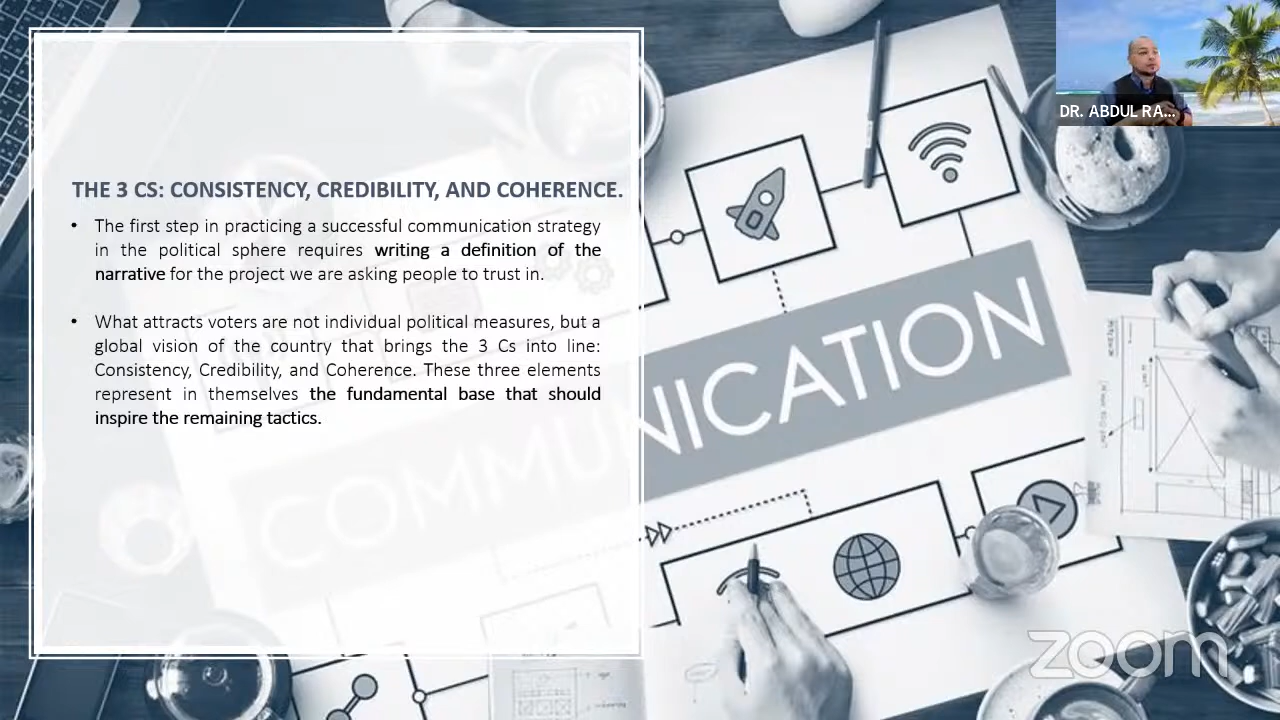 THE 3 CS: CONSISTENCY, CREDIBILITY, AND COHERENCE.
• The first step in practicing a successful communication strategy
in the political sphere requires writing a definition of the
narrative for the project we are asking people to trust in.
• What attracts voters are not individual political measures, but a
global vision of the country that brings the 3 Cs into line:
Consistency, Credibility, and Coherence. These three elements
represent in themselves the fundamental base that should
inspire the remaining tactics.
COMMUNICATION
DR. ABDUL RA...
zoom